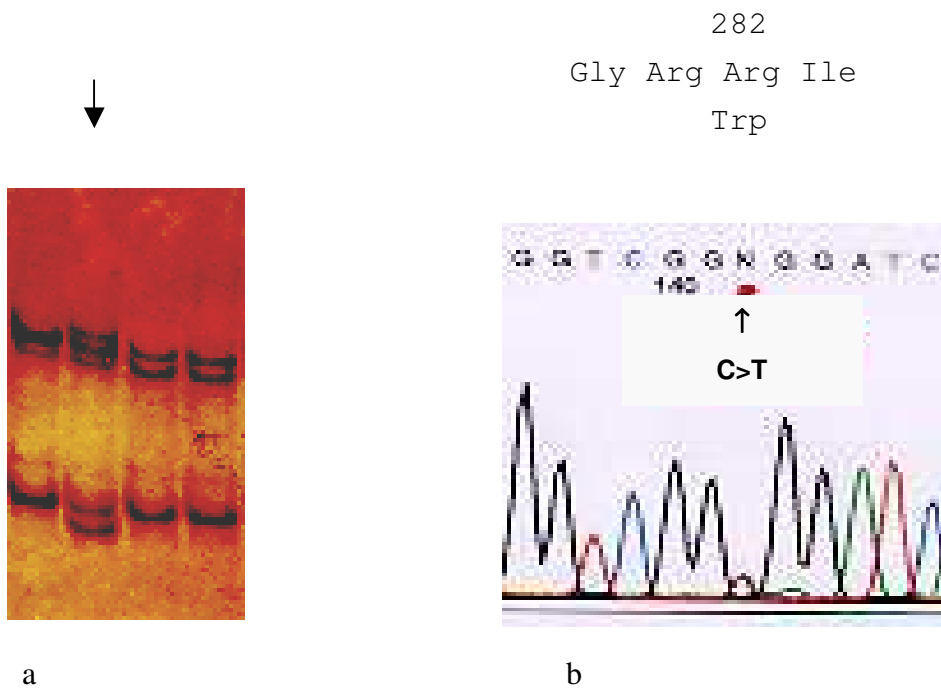 282
Gly Arg Arg Ile
Trp
G G T C G G N G G A T C
140
↑
C>T
a
b